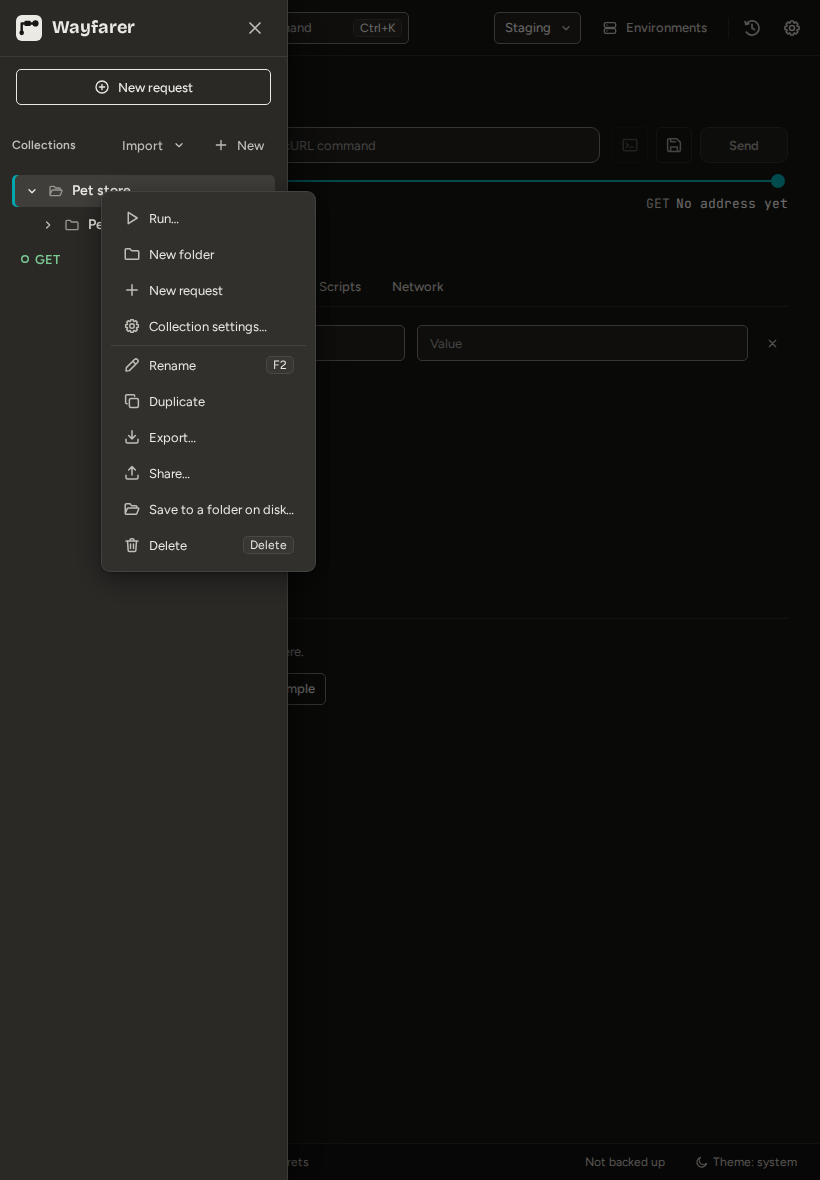 Wayfarer
Ctrl+K
Staging
Environments
New request
Collections
Import
New
cURL command
Send
Pet store
GET No address yet
Run...
New folder
GET
New request
Scripts
Network
Collection settings...
Value
Rename
F2
Duplicate
Export...
Share...
Save to a folder on disk...
Delete
Delete
Not backed up
Theme: system